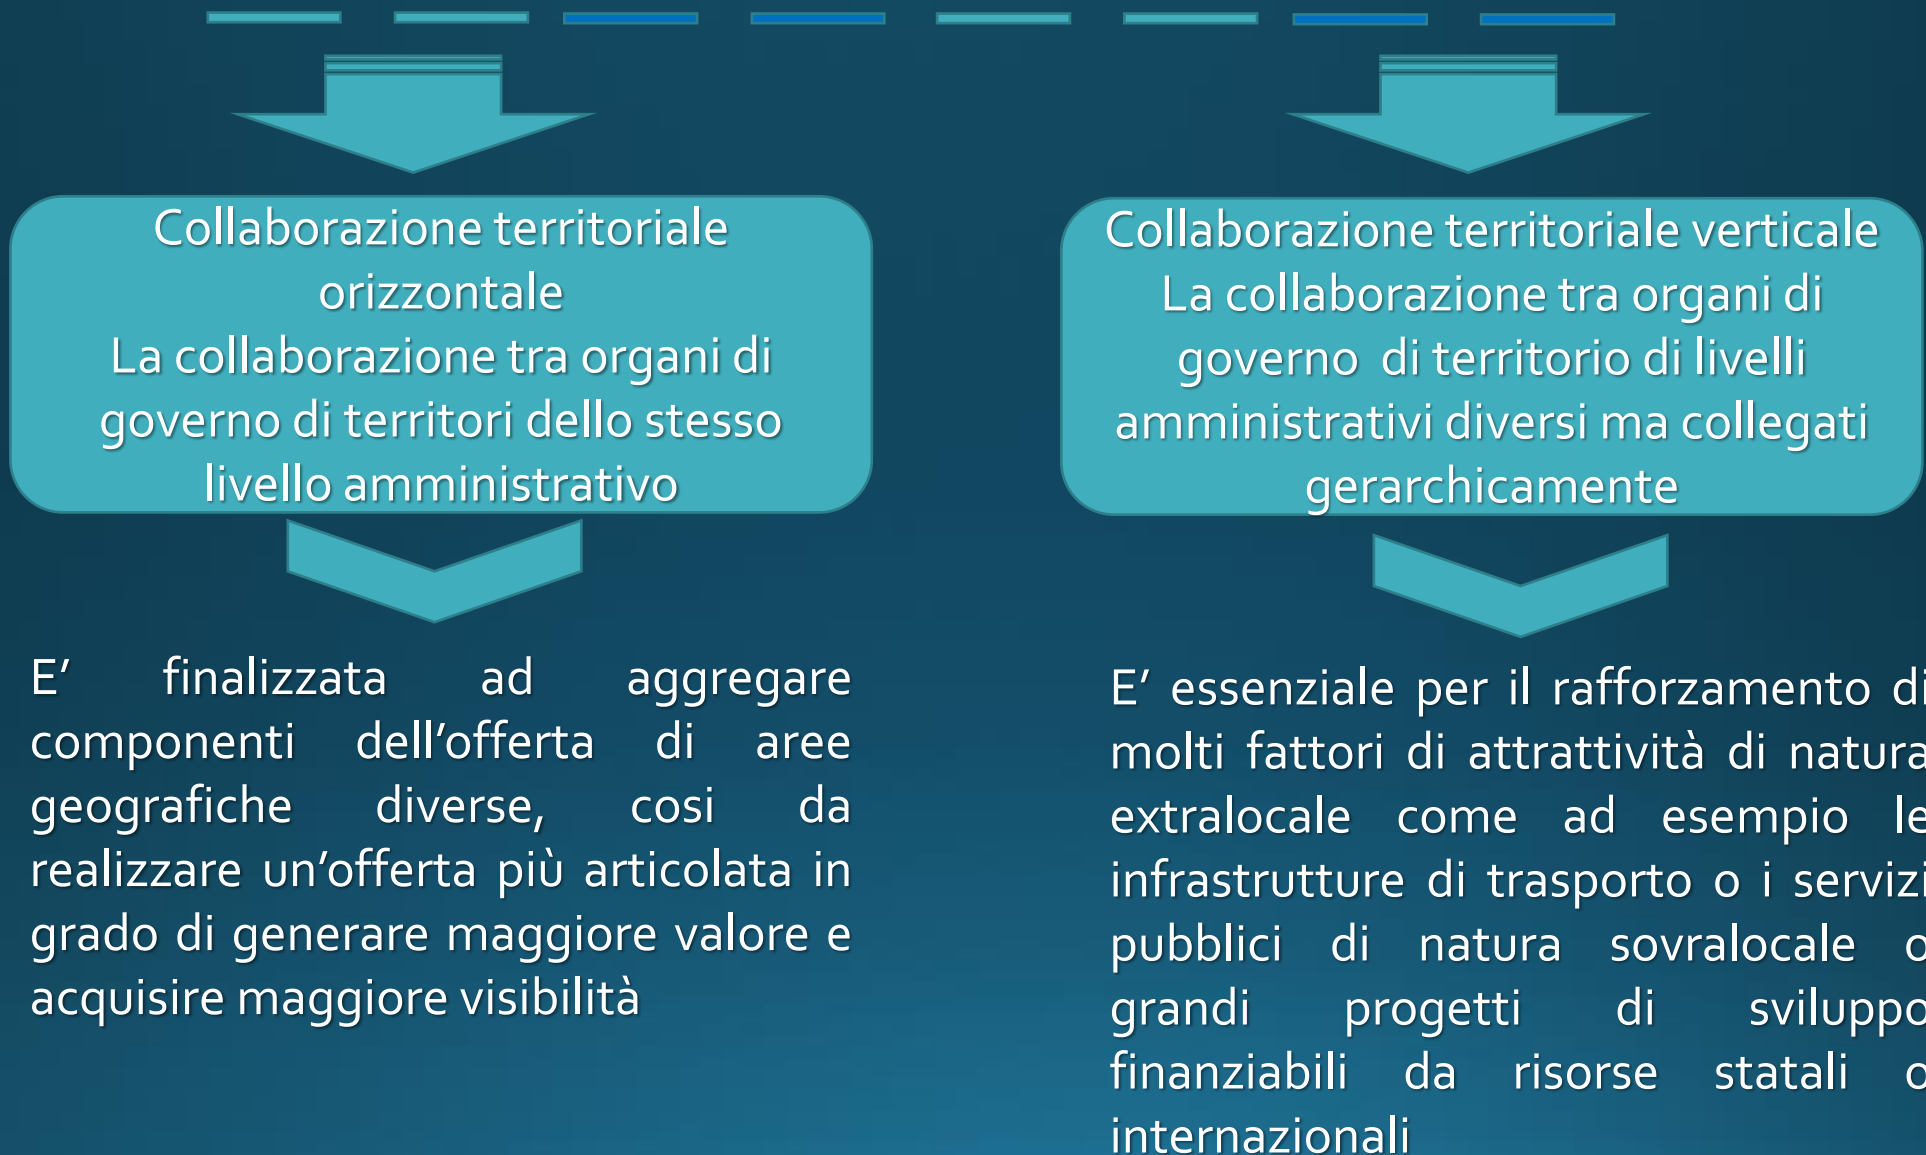 Collaborazione territoriale
orizzontale
La collaborazione tra organi di
governo di territori dello stesso
livello amministrativo
E’ finalizzata ad aggregare
componenti dell’offerta di aree
geografiche diverse, cosi da
realizzare un’offerta più articolata in
grado di generare maggiore valore e
acquisire maggiore visibilità
Collaborazione territoriale verticale
La collaborazione tra organi di
governo di territorio di livelli
amministrativi diversi ma collegati
gerarchicamente
E’ essenziale per il rafforzamento di
molti fattori di attrattività di natura
extralocale come ad esempio le
infrastrutture di trasporto o i servizi
pubblici di natura sovralocale o
grandi progetti di sviluppo
finanziabili da risorse statali o
internazionali